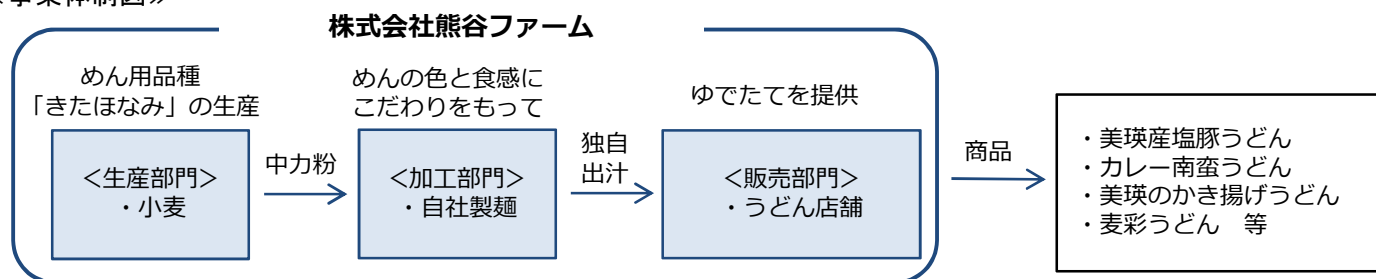 ≪事業体制図≫
株式会社熊谷ファーム
めん用品種
「きたほなみ」の生産
めんの色と食感に
こだわりをもって
ゆでたてを提供
＜生産部門＞
・小麦
中力粉
＜加工部門＞
・自社製麺
独自
出汁
＜販売部門＞
・うどん店舗
商品
・美瑛産塩豚うどん
・カレー南蛮うどん
・美瑛のかき揚げうどん
・麦彩うどん　等